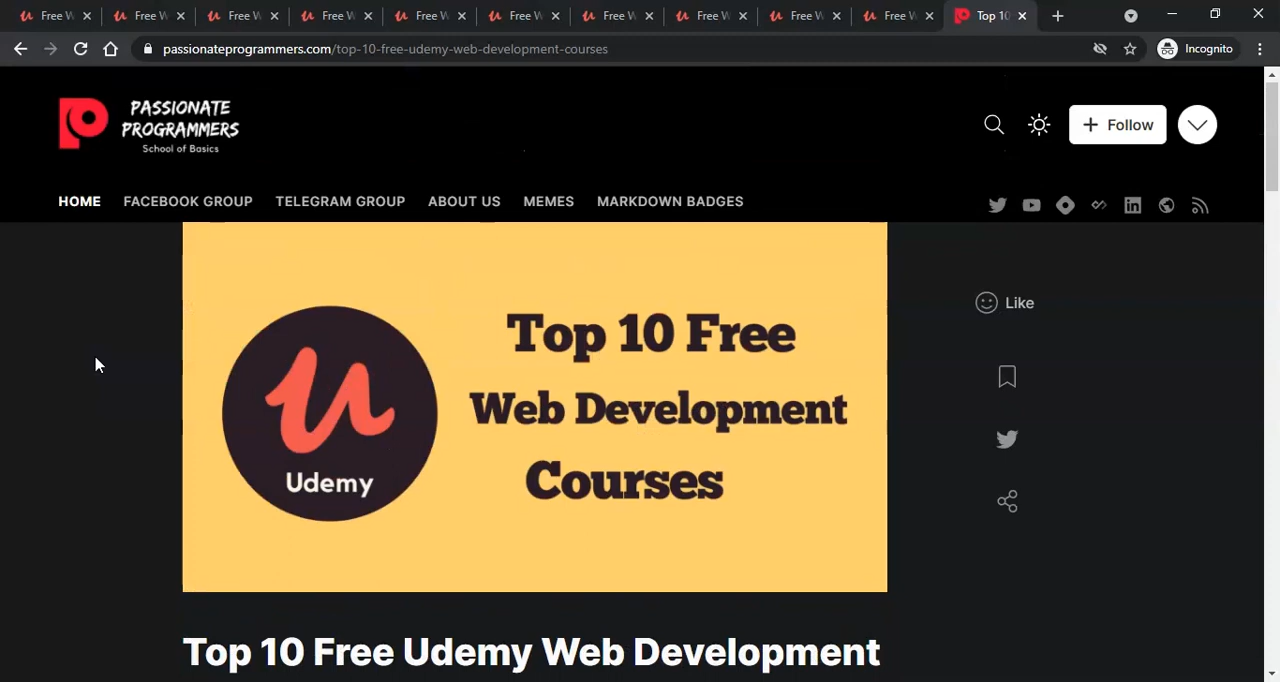 Free W Free W Free W Free W Free W Free W Free W Free W Free W Free W Top 10
passionateprogrammers.com/top-10-free-udemy-web-development-courses Incognito
PASSIONATE
PROGRAMMERS
School of Basics
Follow
HOME FACEBOOK GROUP TELEGRAM GROUP ABOUT US MEMES MARKDOWN BADGES
Top 10 Free
Web Development
Courses
Udemy
Like
Top 10 Free Udemy Web Development